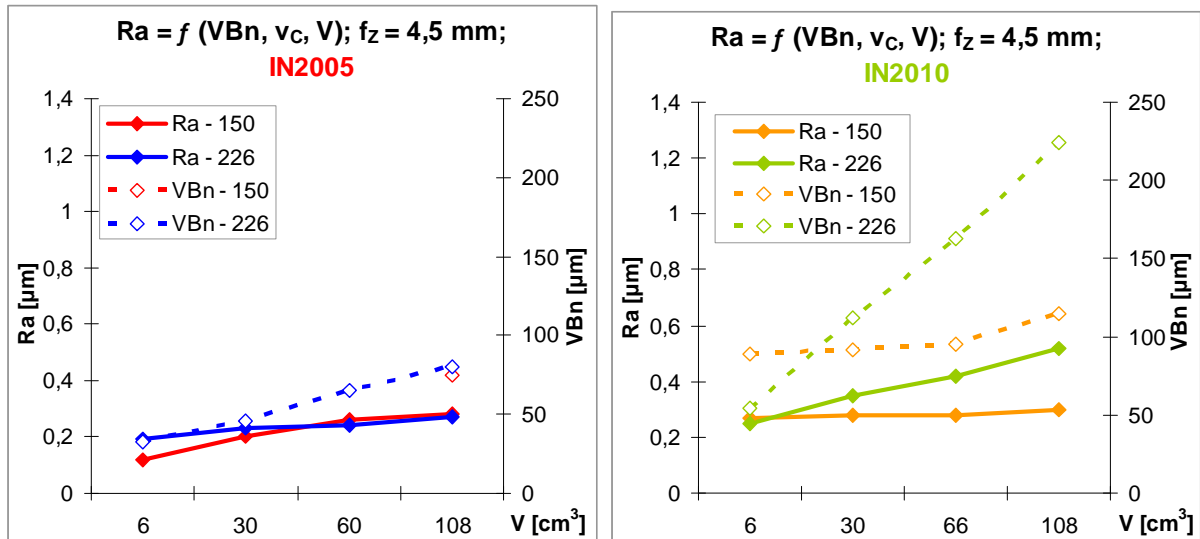 Ra = ƒ (VBn, v_C, V); f_Z = 4,5 mm;
IN2005
1,4
1,2
1
0,8
0,6
0,4
0,2
0
Ra [µm]
Ra - 150
Ra - 226
VBn - 150
VBn - 226
250
200
150
100
50
0
VBn [µm]
6
30
60
108
V [cm³]
Ra = ƒ (VBn, v_C, V); f_Z = 4,5 mm;
IN2010
1,4
1,2
1
0,8
0,6
0,4
0,2
0
Ra [µm]
Ra - 150
Ra - 226
VBn - 150
VBn - 226
250
200
150
100
50
0
VBn [µm]
6
30
66
108
V [cm³]